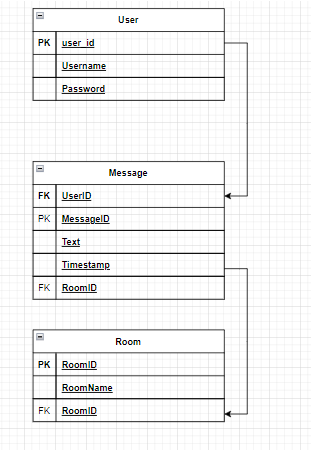 User
PK user_id
Username
Password
Message
FK UserID
PK MessageID
Text
Timestamp
FK RoomID
Room
PK RoomID
RoomName
FK RoomID